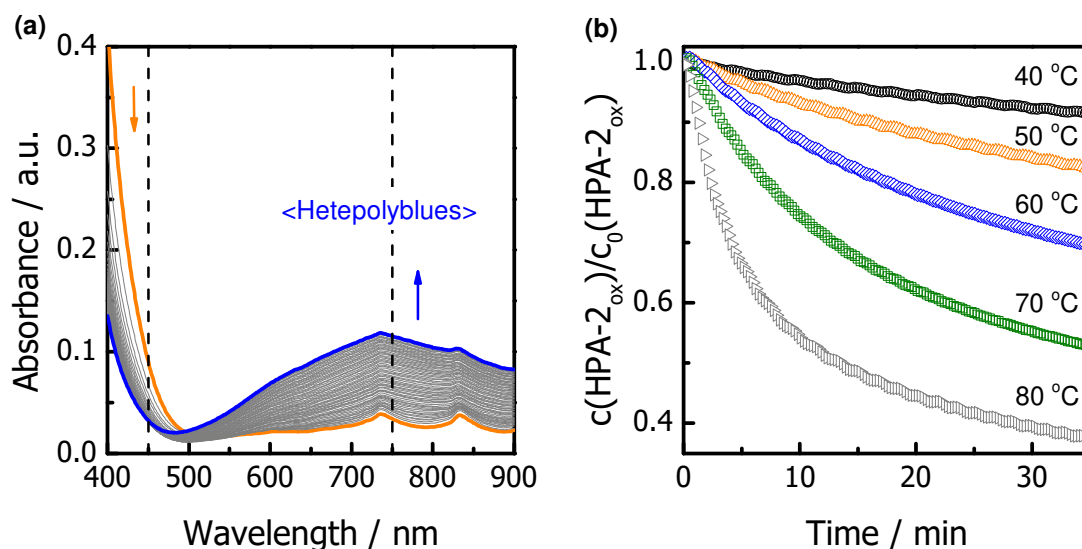 (a)
0.4
0.3
0.2
0.1
0.0
Absorbance / a.u.
<Hetepolyblues>
400 500 600 700 800 900
Wavelength / nm
(b)
1.0
0.8
0.6
0.4
c(HPA-2ox)/c0(HPA-2ox)
40 °C
50 °C
60 °C
70 °C
80 °C
0 10 20 30
Time / min